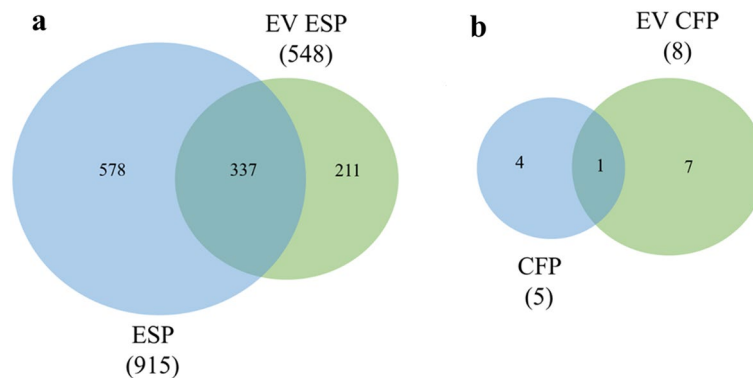 a
EV ESP
(548)
578
337
211
ESP
(915)
b
EV CFP
(8)
4
1
7
CFP
(5)